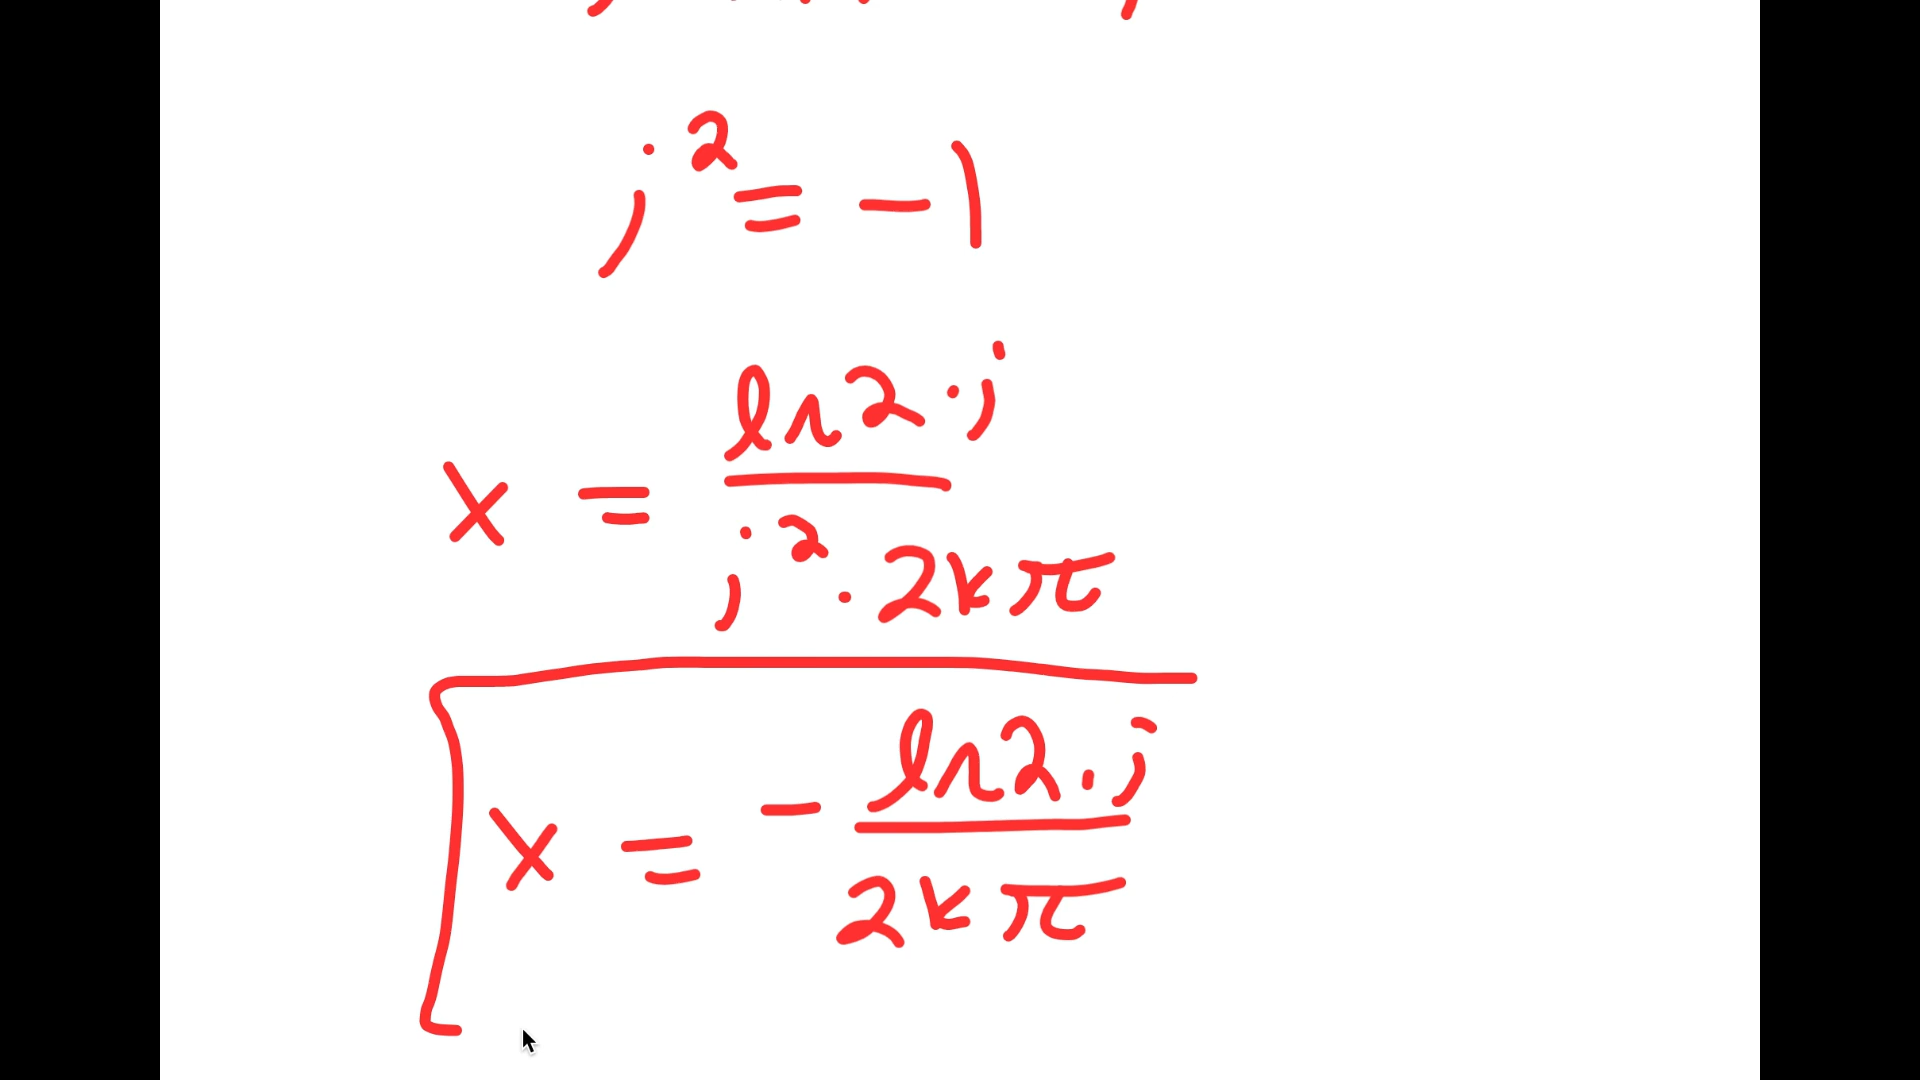 j² = -1
x = ln2·j / j²·2kπ
x = - ln2·j / 2kπ